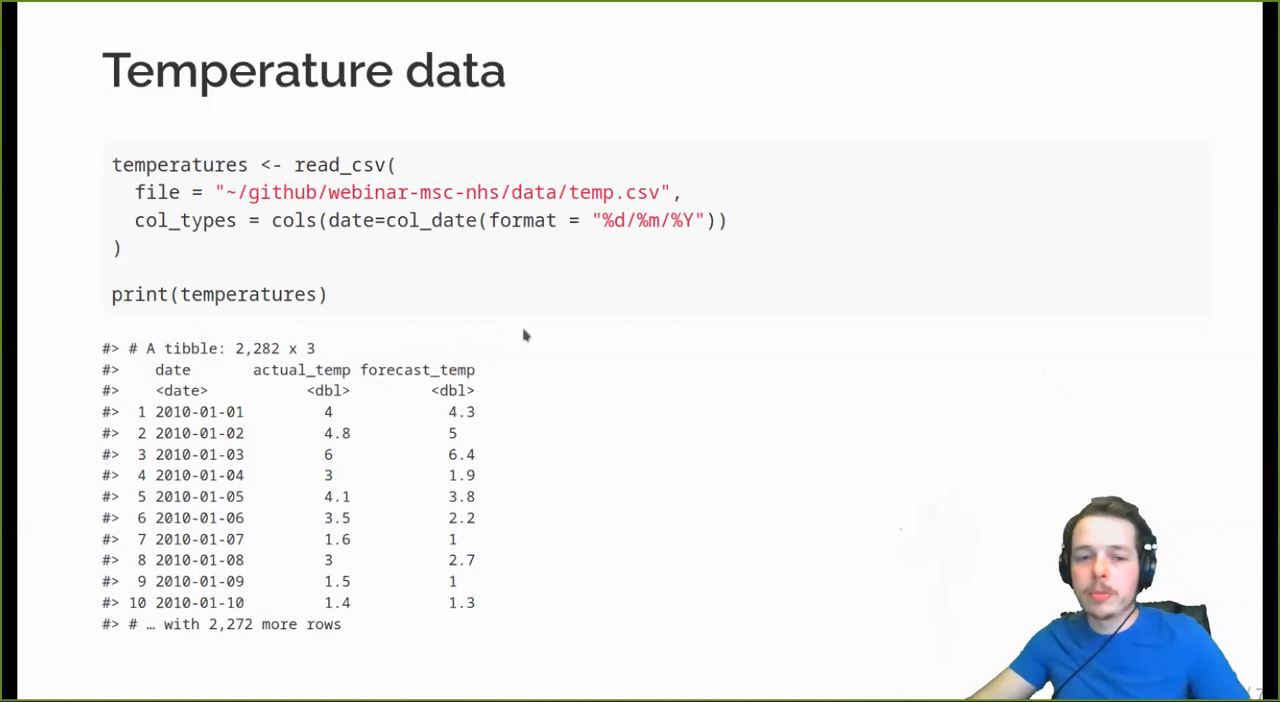 Temperature data
temperatures <- read_csv(
  file = "~/github/webinar-msc-nhs/data/temp.csv",
  col_types = cols(date=col_date(format = "%d/%m/%Y"))
)
print(temperatures)
#> # A tibble: 2,282 x 3
#>    date       actual_temp forecast_temp
#>    <date>           <dbl>         <dbl>
#>  1 2010-01-01         4             4.3
#>  2 2010-01-02         4.8           5
#>  3 2010-01-03         6             6.4
#>  4 2010-01-04         3             1.9
#>  5 2010-01-05         4.1           3.8
#>  6 2010-01-06         3.5           2.2
#>  7 2010-01-07         1.6           1
#>  8 2010-01-08         3             2.7
#>  9 2010-01-09         1.5           1
#> 10 2010-01-10         1.4           1.3
#> # … with 2,272 more rows